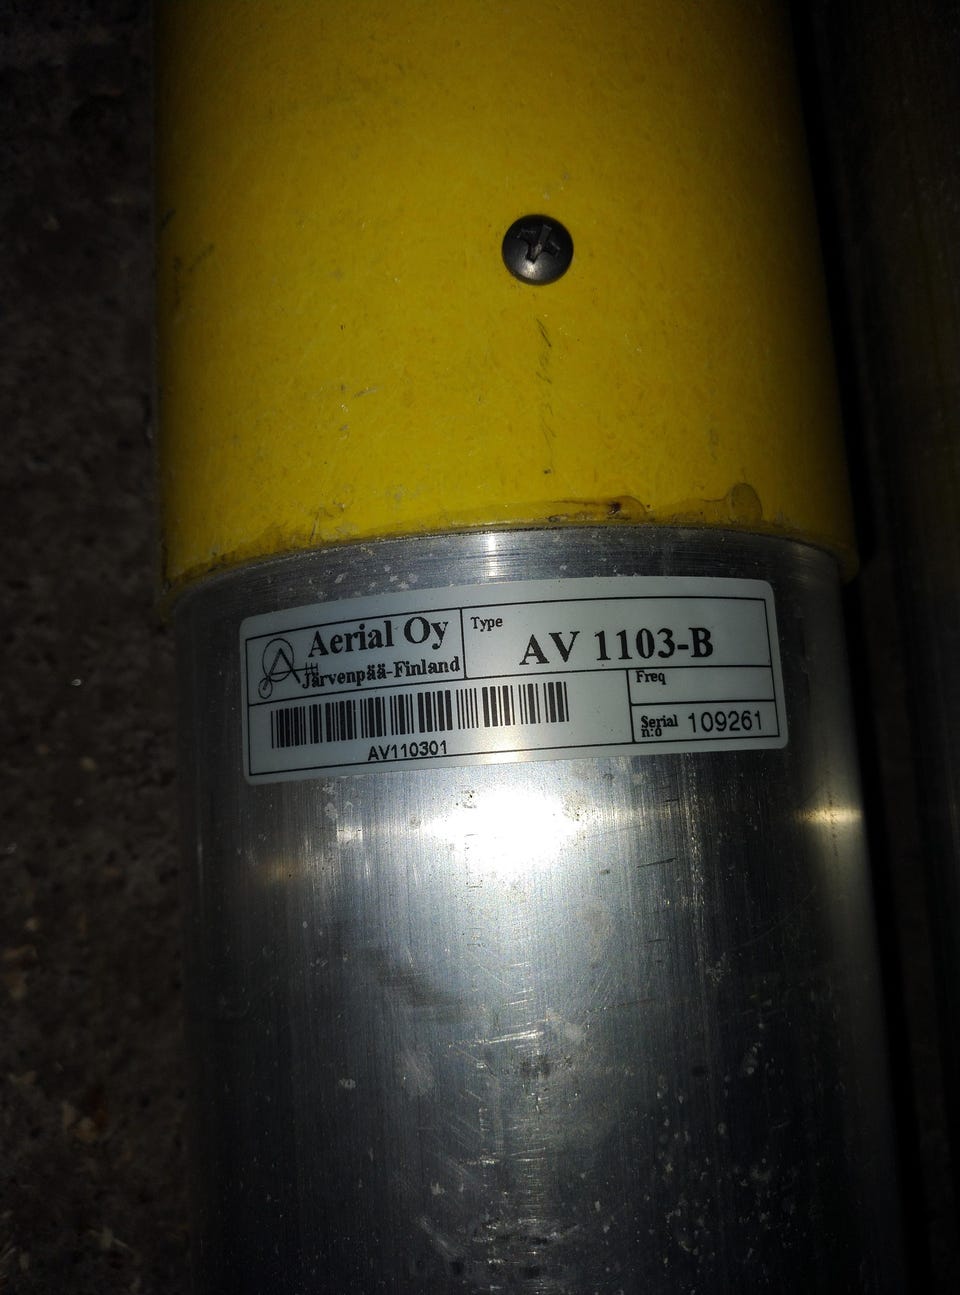 Aerial Oy
Järvenpää-Finland
Type
AV 1103-B
Freq
AV110301
Serial
n:o
109261